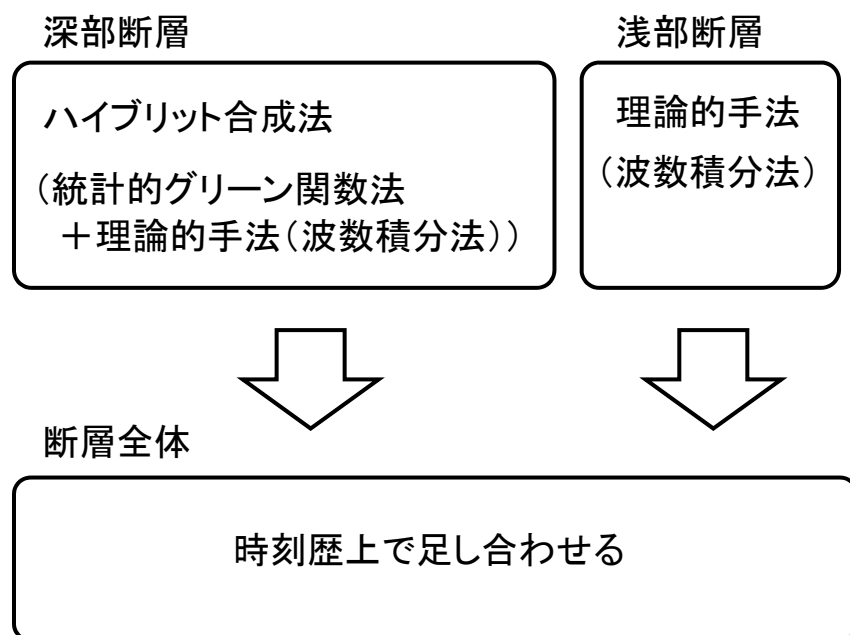 深部断層
ハイブリット合成法
（統計的グリーン関数法
＋理論的手法（波数積分法））
浅部断層
理論的手法
（波数積分法）
断層全体
時刻歴上で足し合わせる